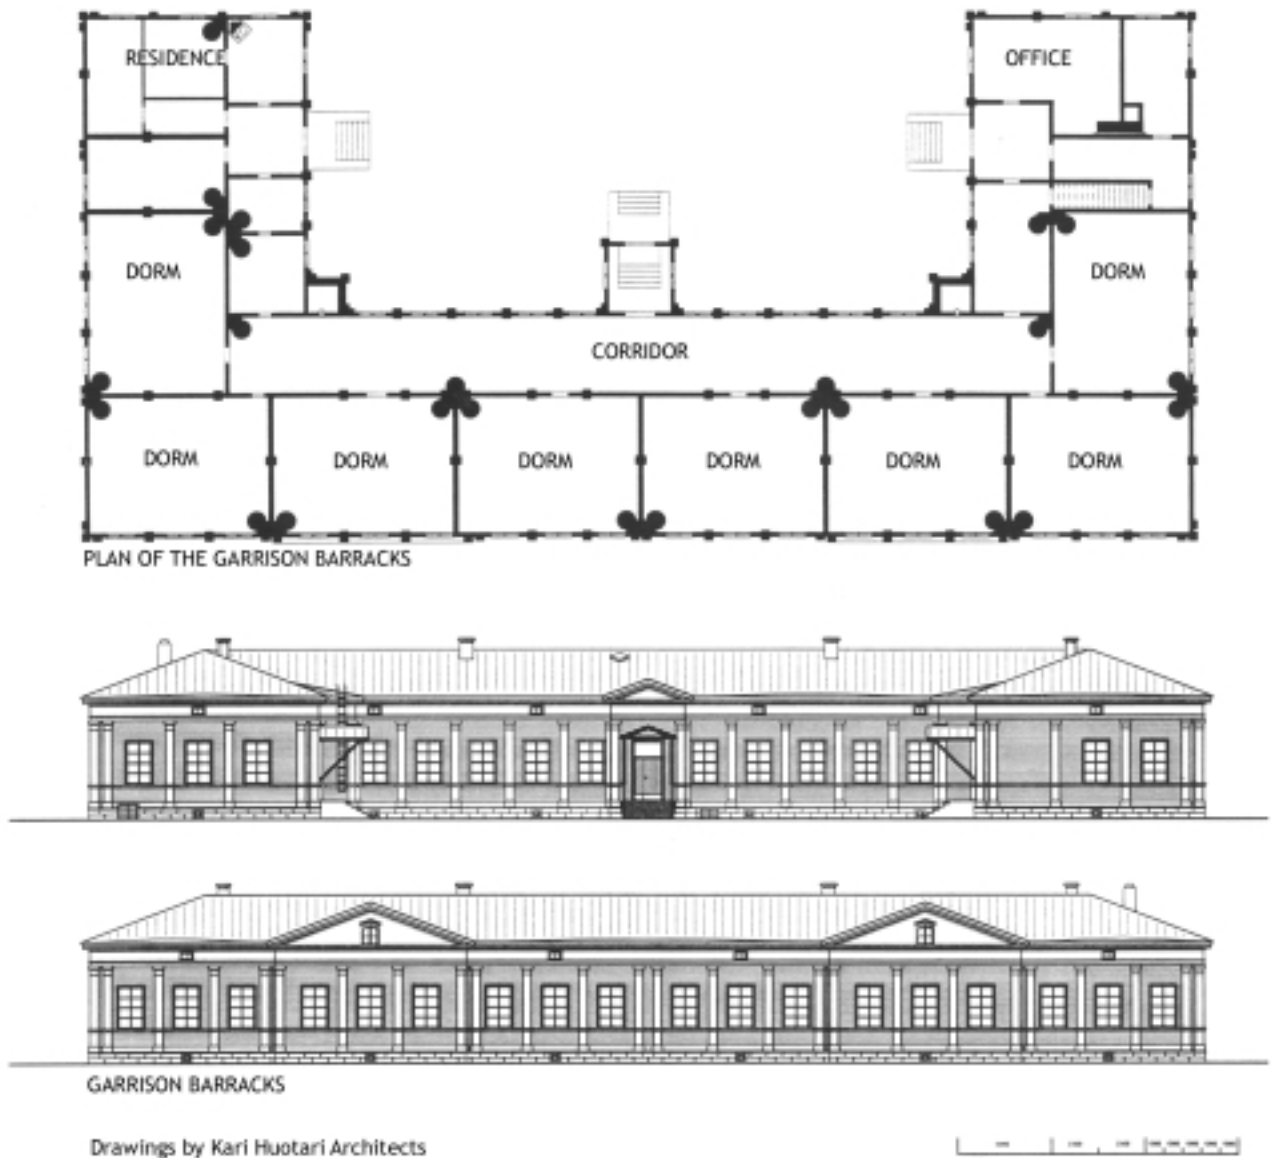 RESIDENCE
OFFICE
DORM
DORM
CORRIDOR
DORM
DORM
DORM
DORM
DORM
DORM
PLAN OF THE GARRISON BARRACKS
GARRISON BARRACKS
Drawings by Kari Huotari Architects